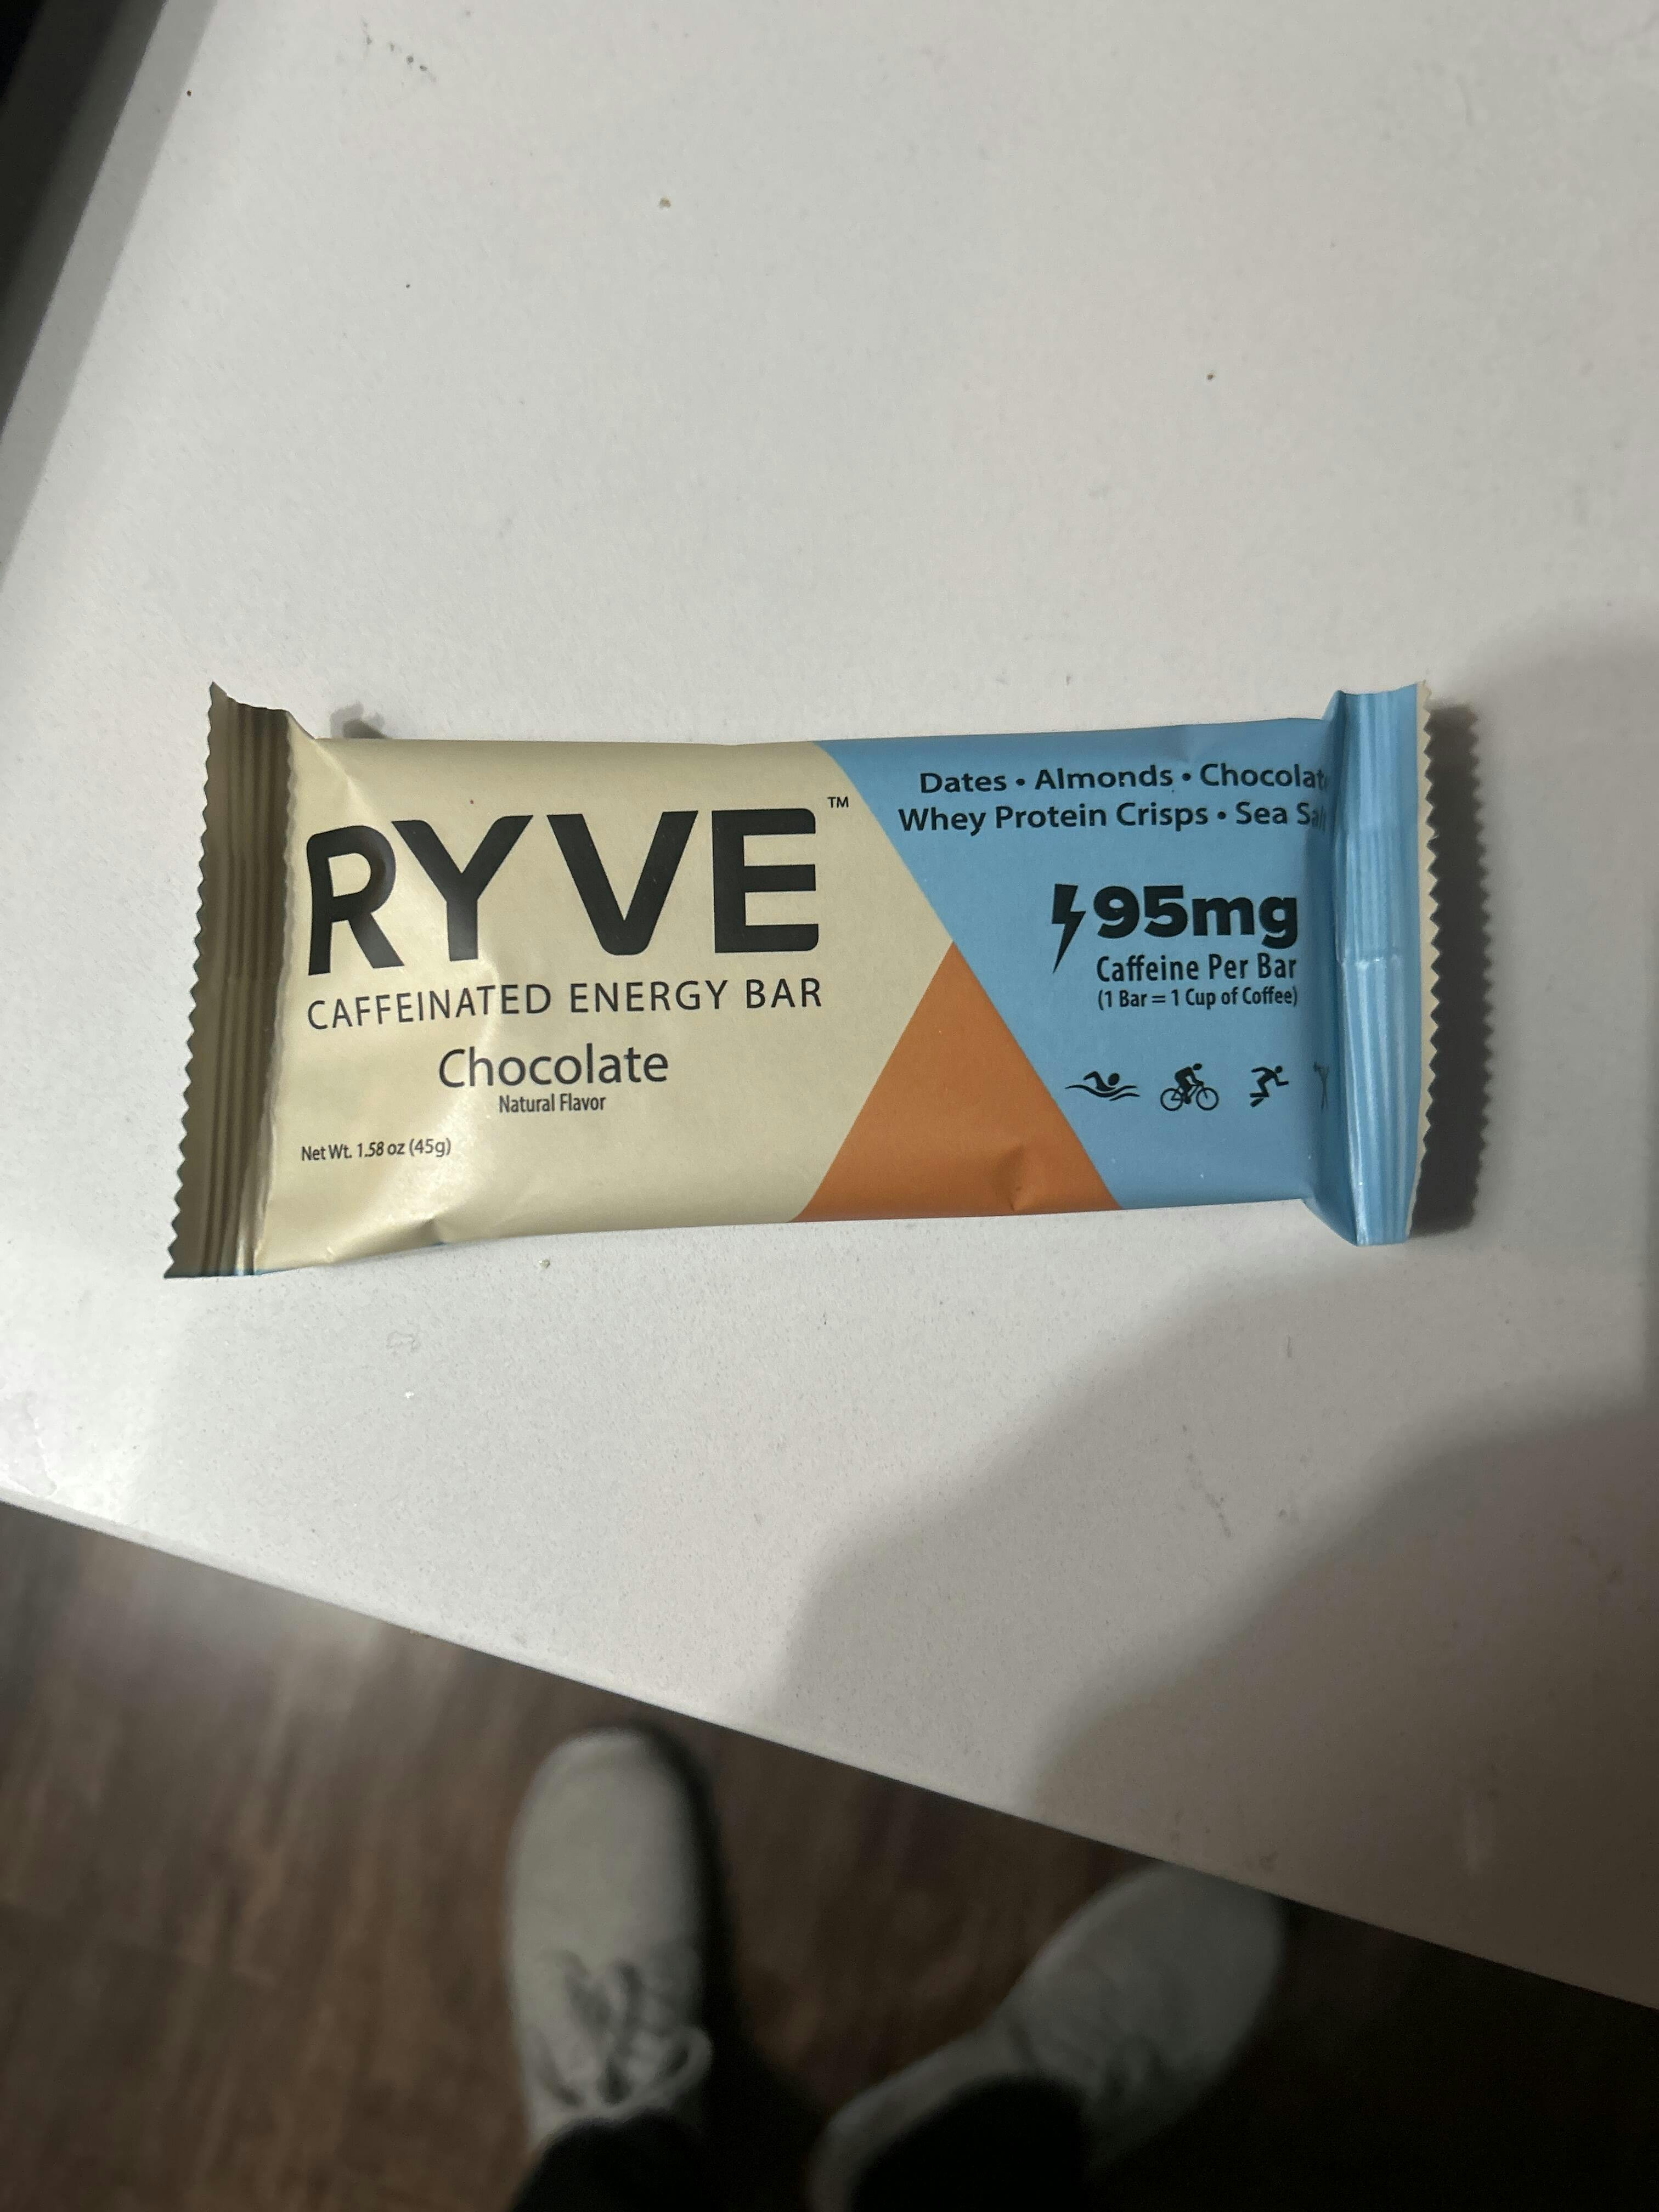 RYVE™
CAFFEINATED ENERGY BAR
Chocolate
Natural Flavor
Net Wt. 1.58 oz (45g)
Dates • Almonds • Chocolat
Whey Protein Crisps • Sea Salt
95mg
Caffeine Per Bar
(1 Bar = 1 Cup of Coffee)